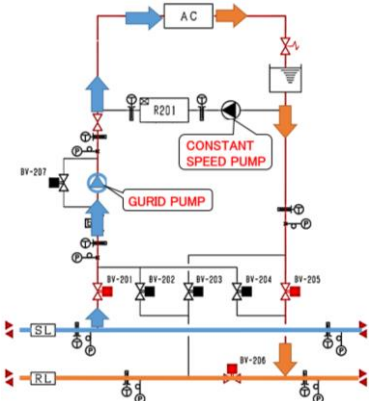 AC
R201
CONSTANT
SPEED PUMP
BV-207
GURID PUMP
BV-201
BV-202
BV-203
BV-204
BV-205
SL
BV-206
RL
T
T
T
P
T
P
T
P
T
P
T
P
T
P
T
P
T
P